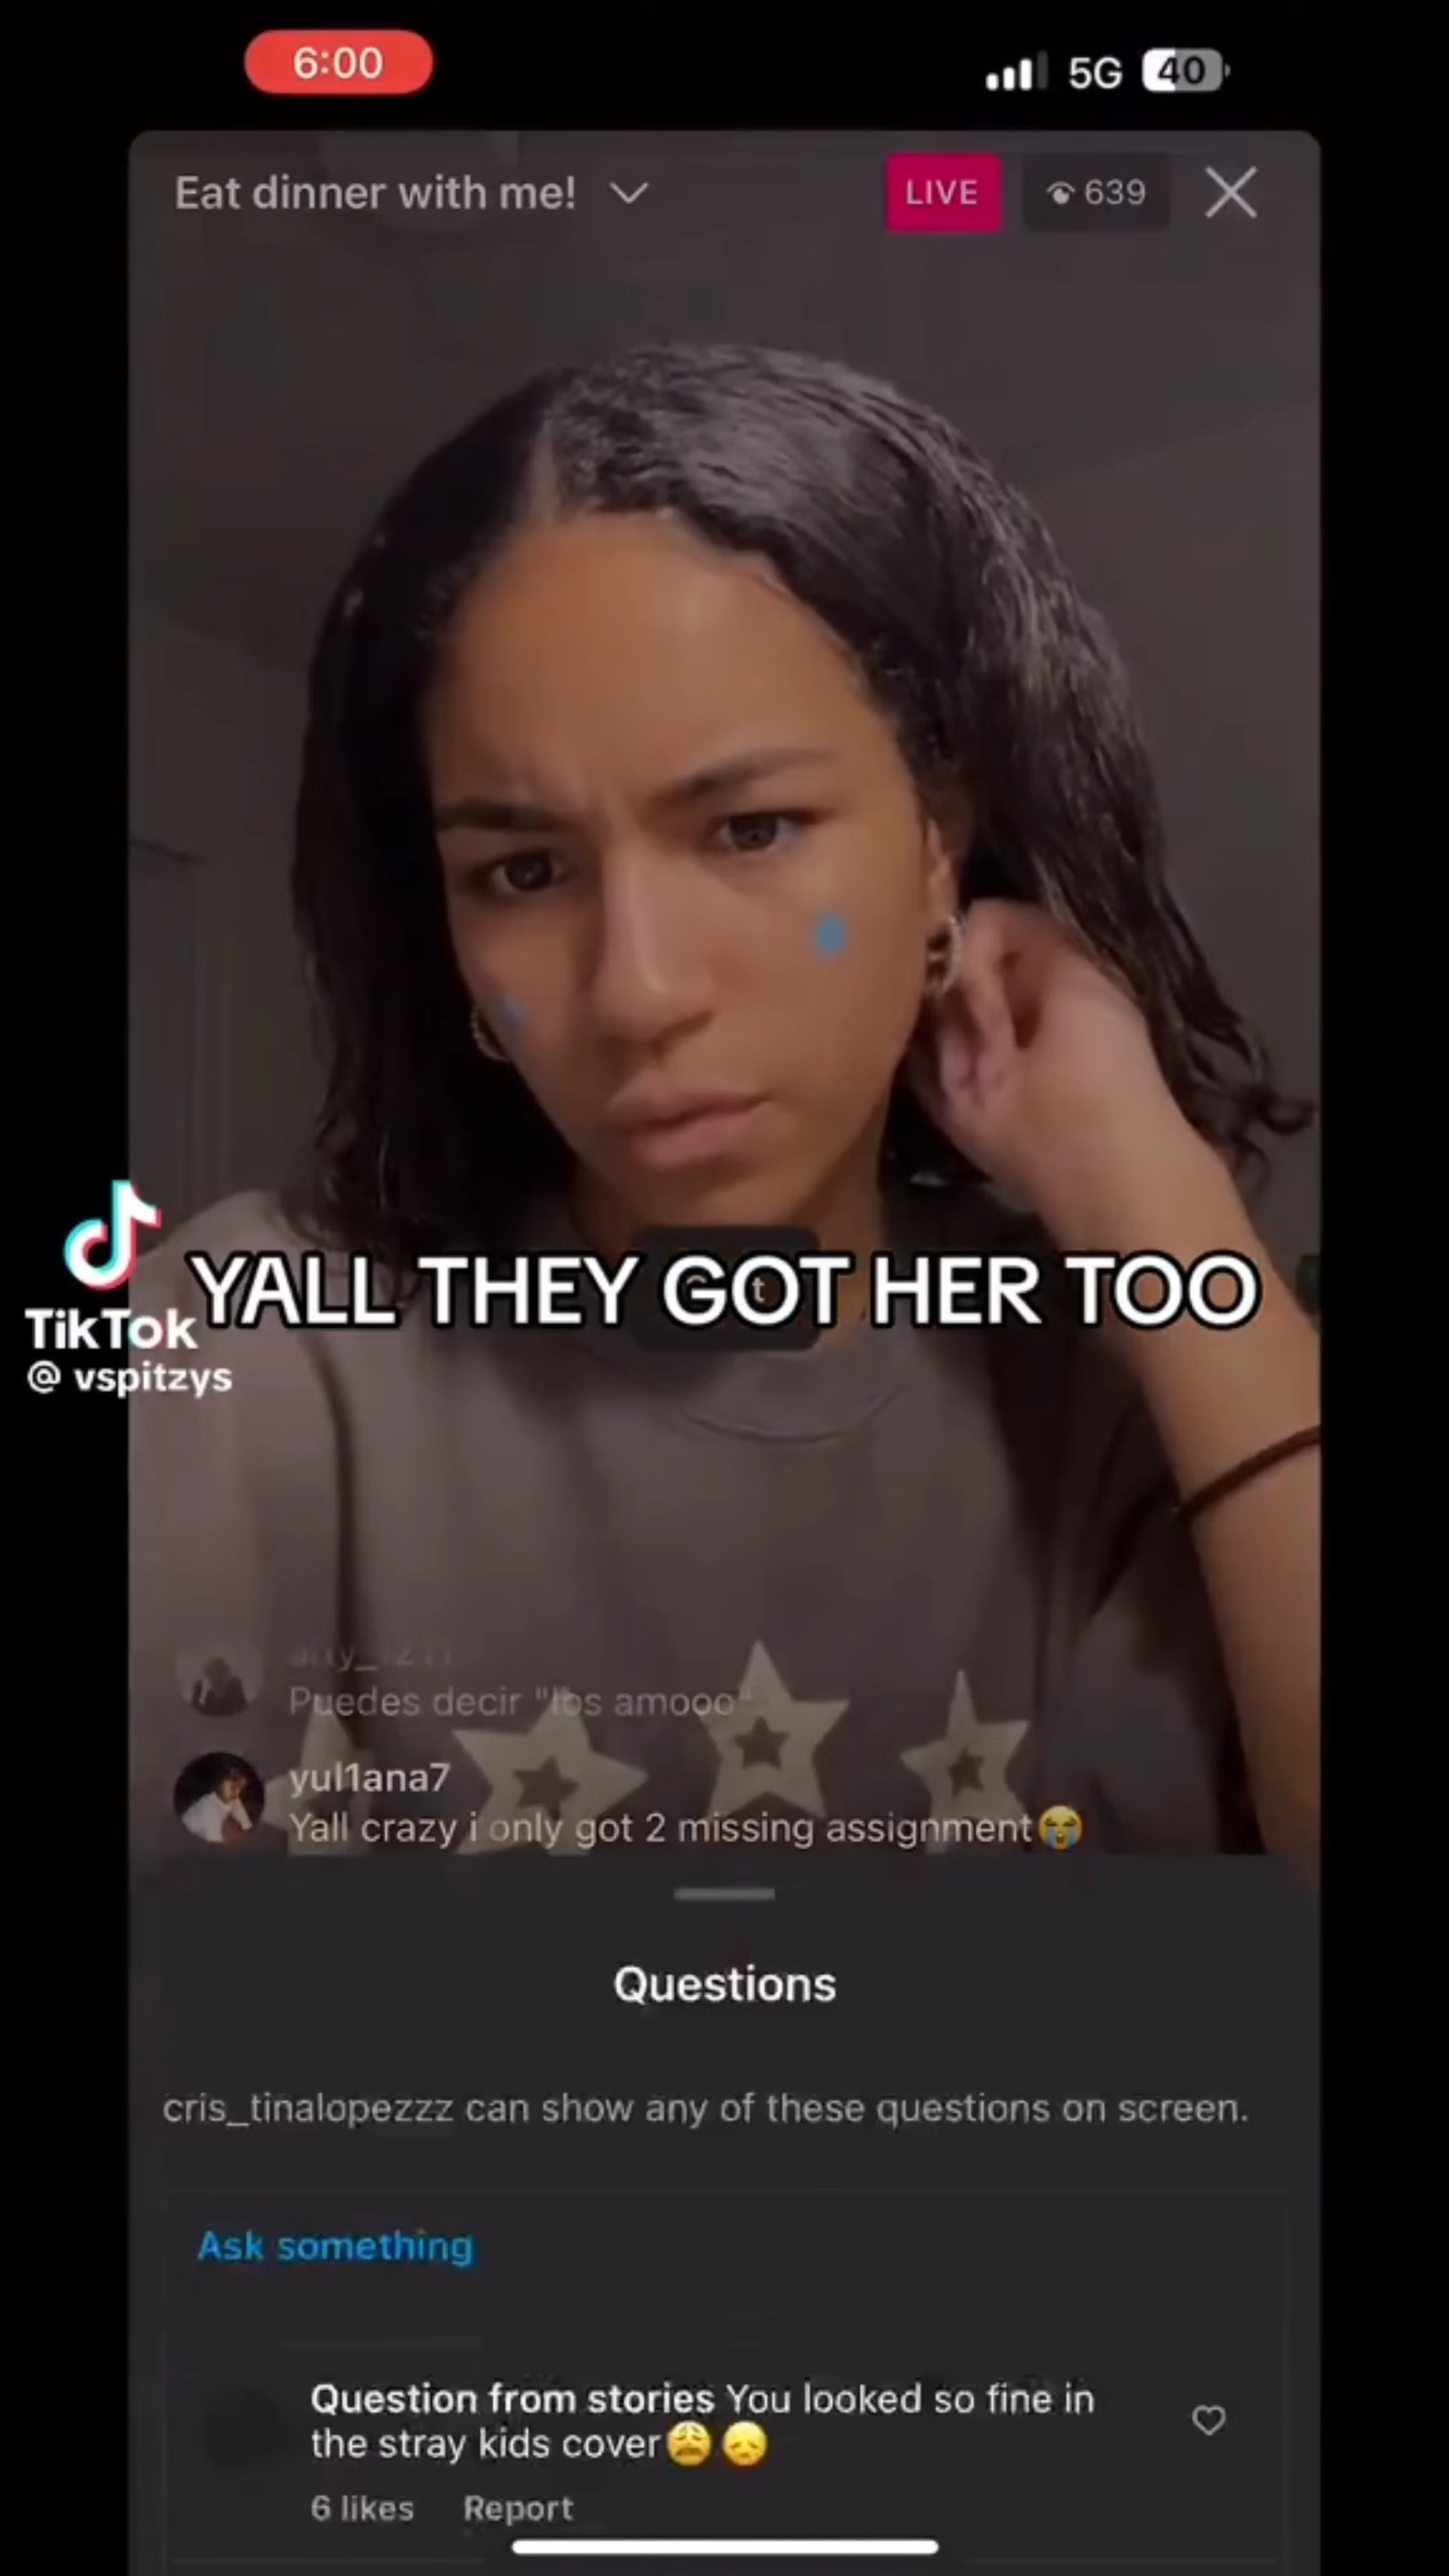 6:00
5G 40
Eat dinner with me!
LIVE
639
YALL THEY GOT HER TOO
TikTok
@ vspitzys
Puedes decir "los amooo"
yul1ana7
Yall crazy i only got 2 missing assignment😭
Questions
cris_tinalopezzz can show any of these questions on screen.
Ask something
Question from stories You looked so fine in
the stray kids cover😩😞
6 likes Report